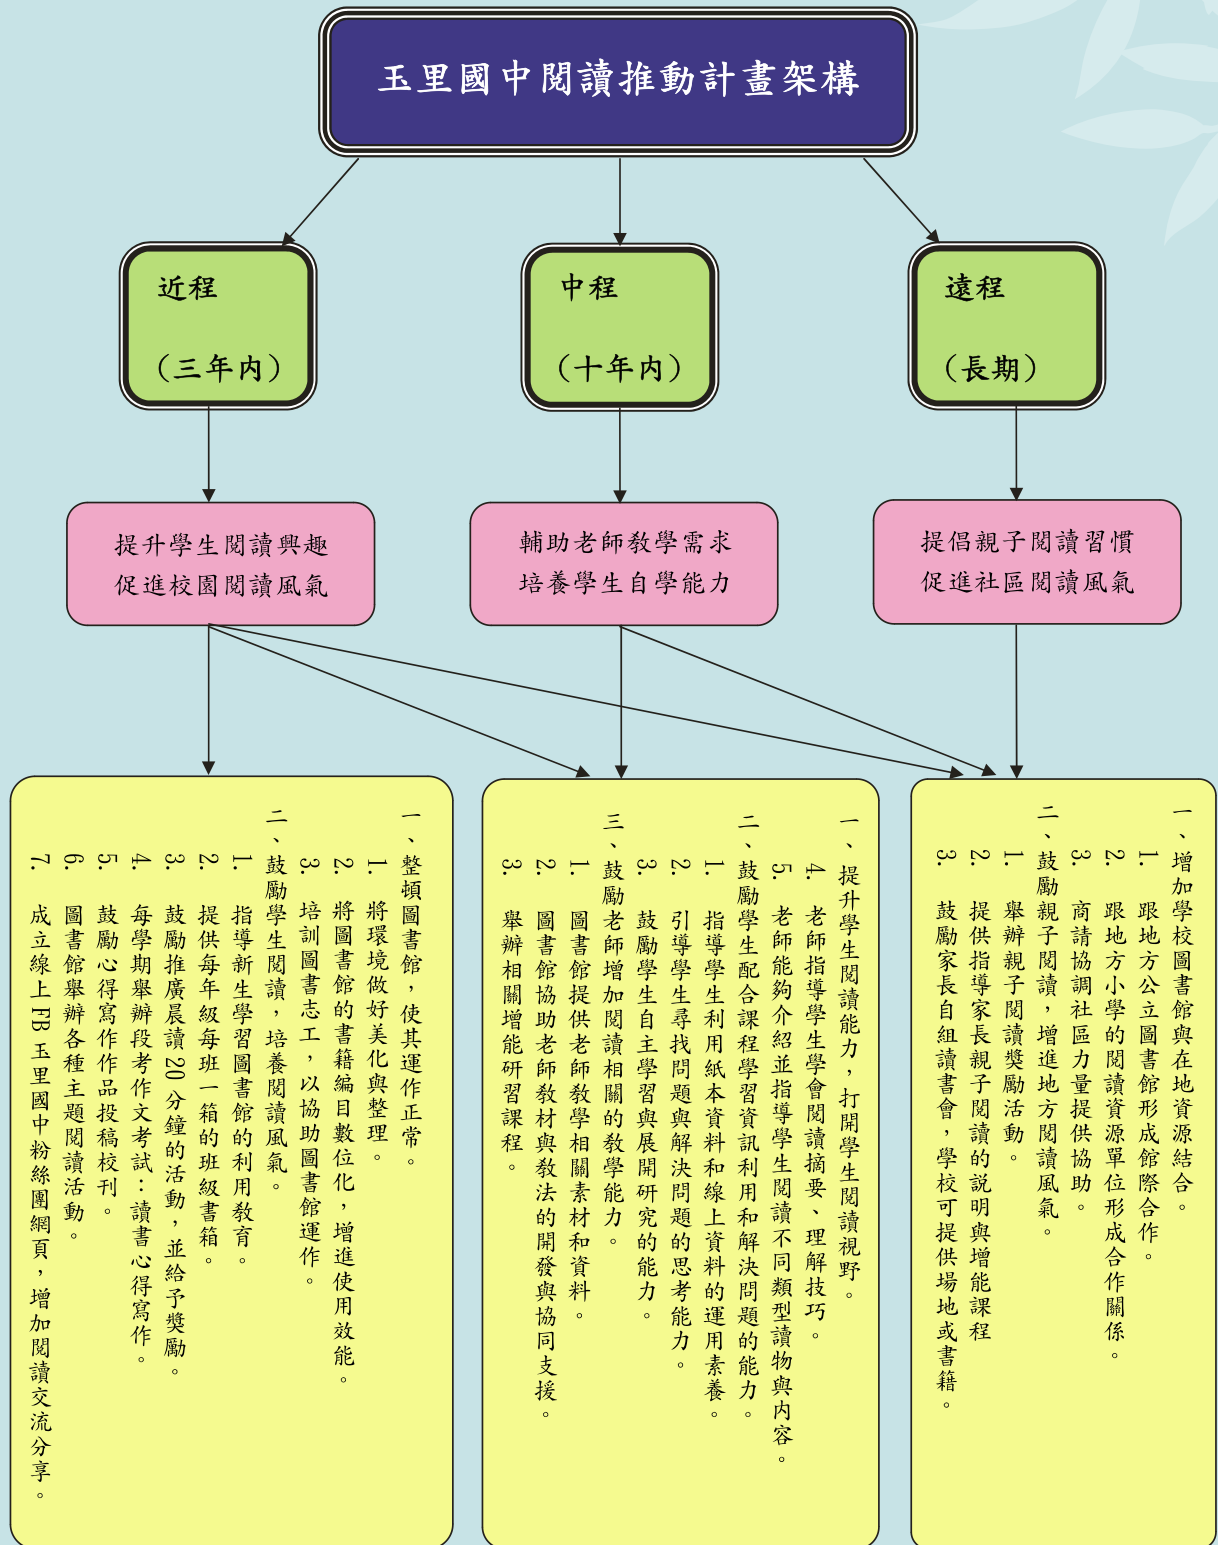 玉里國中閱讀推動計畫架構
近程
（三年內）
中程
（十年內）
遠程
（長期）
提升學生閱讀興趣
促進校園閱讀風氣
輔助老師教學需求
培養學生自學能力
提倡親子閱讀習慣
促進社區閱讀風氣
一、整頓圖書館，使其運作正常。
1. 將環境做好美化與整理。
2. 將圖書館的書籍編目數位化，增進使用效能。
3. 培訓圖書志工，以協助圖書館運作。
二、鼓勵學生閱讀，培養閱讀風氣。
1. 指導新生學習圖書館的利用教育。
2. 提供每年級每班一箱的班級書箱。
3. 鼓勵推廣晨讀 20 分鐘的活動，並給予獎勵。
4. 每學期舉辦段考作文考試：讀書心得寫作。
5. 鼓勵心得寫作作品投稿校刊。
6. 圖書館舉辦各種主題閱讀活動。
7. 成立線上 FB 玉里國中粉絲團網頁，增加閱讀交流分享。
一、提升學生閱讀能力，打開學生閱讀視野。
4. 老師指導學生學會閱讀摘要、理解技巧。
5. 老師能夠介紹並指導學生閱讀不同類型讀物與內容。
二、鼓勵學生配合課程學習資訊利用和解決問題的能力。
1. 指導學生利用紙本資料和線上資料的運用素養。
2. 引導學生尋找問題與解決問題的思考能力。
3. 鼓勵學生自主學習與展開研究的能力。
三、鼓勵老師增加閱讀相關的教學能力。
1. 圖書館提供老師教學相關素材和資料。
2. 圖書館協助老師教材與教法的開發與協同支援。
3. 舉辦相關增能研習課程。
一、增加學校圖書館與在地資源結合。
1. 跟地方公立圖書館形成館際合作。
2. 跟地方小學的閱讀資源單位形成合作關係。
3. 商請協調社區力量提供協助。
二、鼓勵親子閱讀，增進地方閱讀風氣。
1. 舉辦親子閱讀獎勵活動。
2. 提供指導家長親子閱讀的說明與增能課程
3. 鼓勵家長自組讀書會，學校可提供場地或書籍。